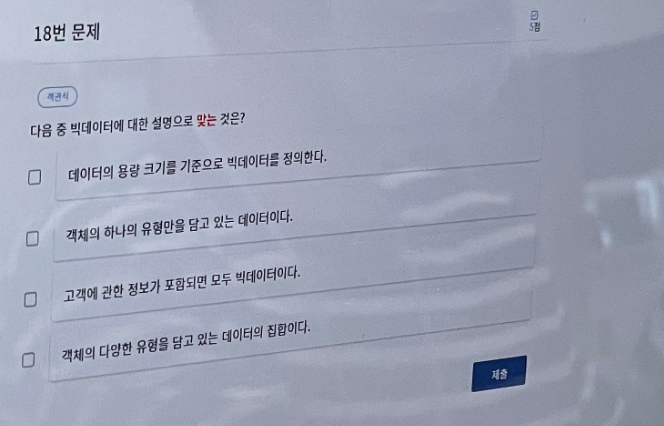 18번 문제
5점
객관식
다음 중 빅데이터에 대한 설명으로 맞는 것은?
데이터의 용량 크기를 기준으로 빅데이터를 정의한다.
객체의 하나의 유형만을 담고 있는 데이터이다.
고객에 관한 정보가 포함되면 모두 빅데이터이다.
객체의 다양한 유형을 담고 있는 데이터의 집합이다.
제출